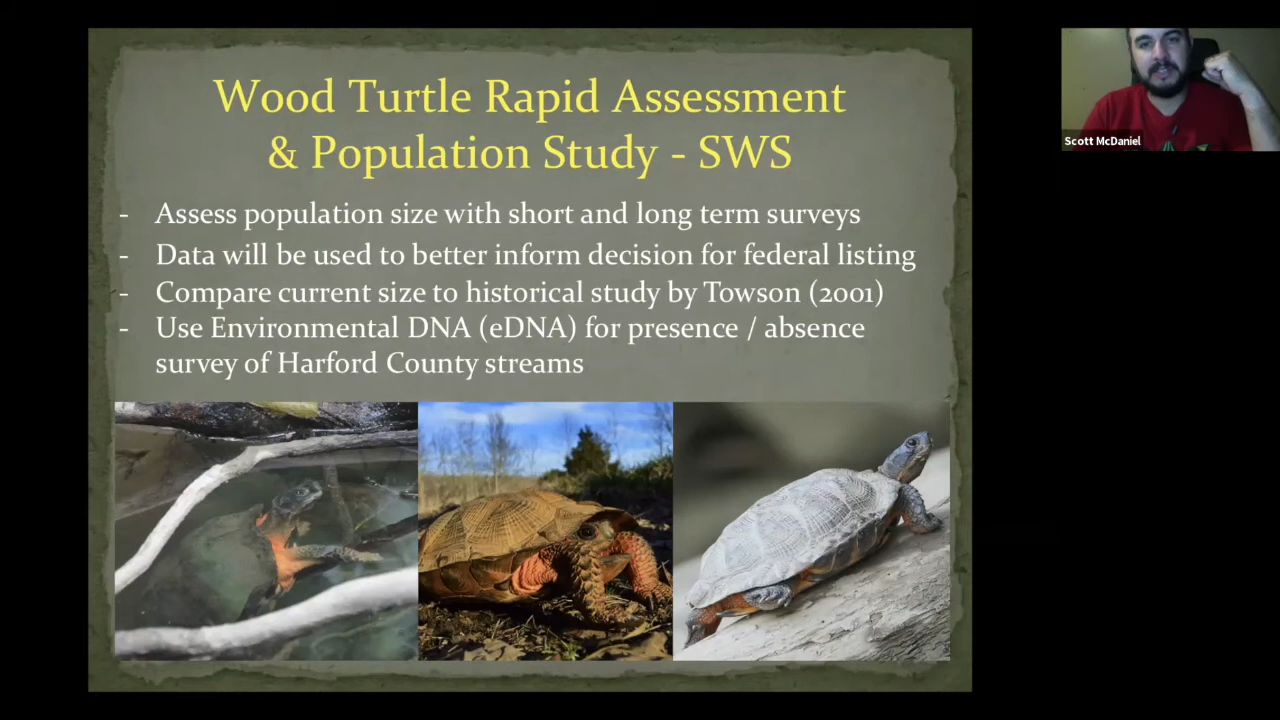 Wood Turtle Rapid Assessment
& Population Study - SWS
- Assess population size with short and long term surveys
- Data will be used to better inform decision for federal listing
- Compare current size to historical study by Towson (2001)
- Use Environmental DNA (eDNA) for presence / absence
survey of Harford County streams
Scott McDaniel